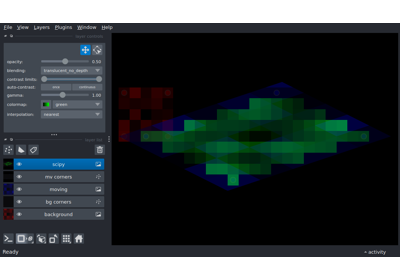 File View Layers Plugins Window Help
opacity: 0.50
blending: translucent_no_depth
contrast limits:
auto-contrast: once continuous
gamma: 1.00
colormap: green
interpolation: nearest
scipy
mv corners
moving
bg corners
background
Ready activity